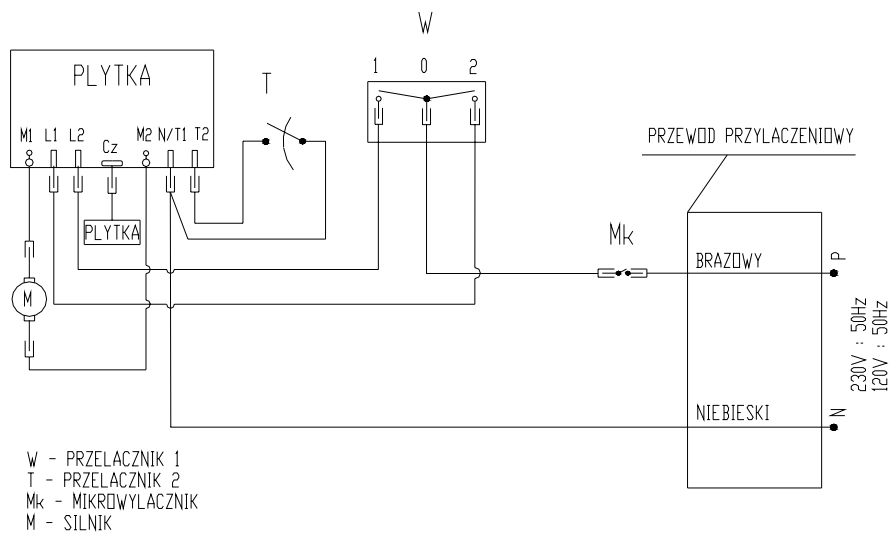 W
1 0 2
PLYTKA
T
M1 L1 L2 Cz M2 N/T1 T2
PLYTKA
PRZEWOD PRZYLACZENIOWY
Mk
BRAZOWY
P
M
230V : 50Hz
120V : 50Hz
NIEBIESKI
N
W - PRZELACZNIK 1
T - PRZELACZNIK 2
Mk - MIKROWYLACZNIK
M - SILNIK